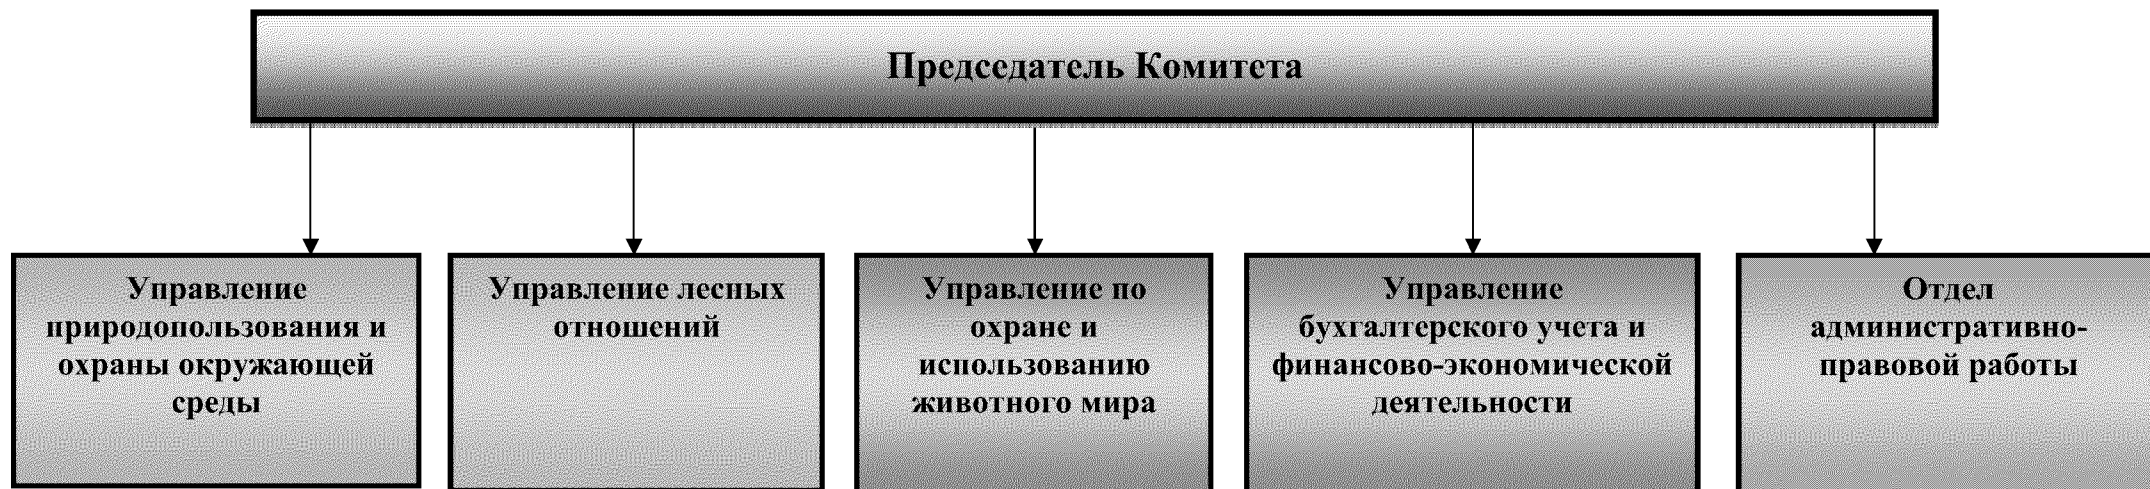 Председатель Комитета
Управление
природопользования и
охраны окружающей
среды
Управление лесных
отношений
Управление по
охране и
использованию
животного мира
Управление
бухгалтерского учета и
финансово-экономической
деятельности
Отдел
административно-
правовой работы